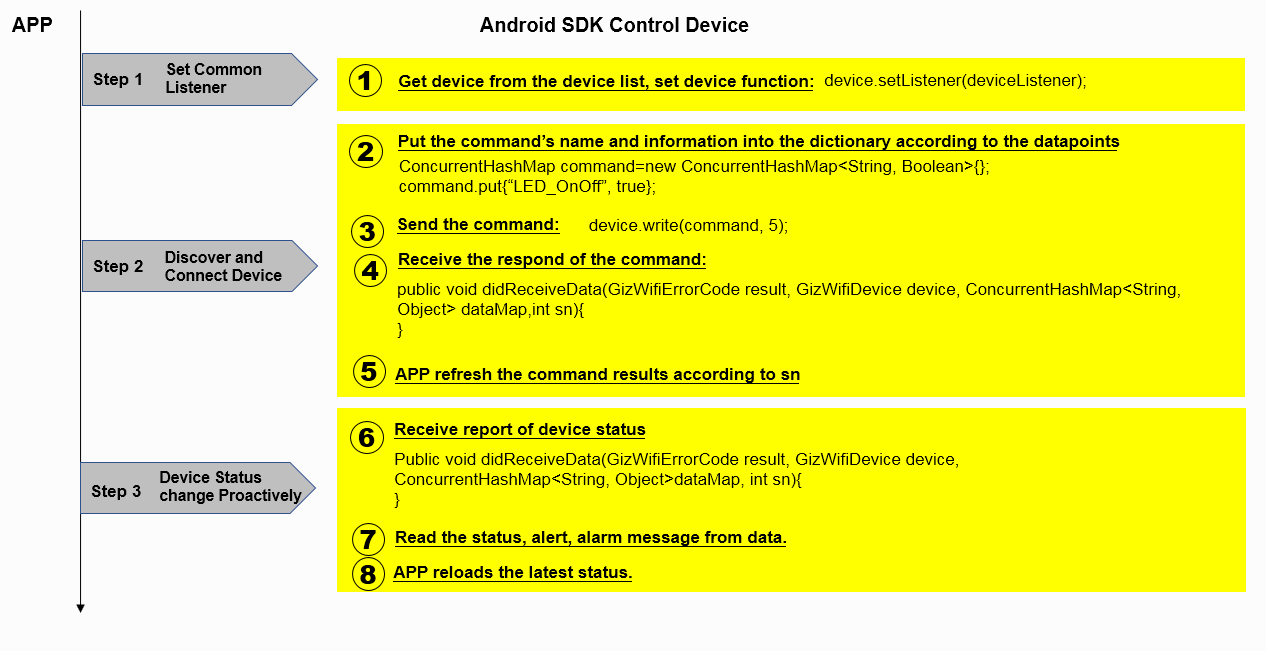 APP
Android SDK Control Device
Step 1
Set Common
Listener
1
Get device from the device list, set device function: device.setListener(deviceListener);
2
Put the command’s name and information into the dictionary according to the datapoints
ConcurrentHashMap command=new ConcurrentHashMap<String, Boolean>{};
command.put{“LED_OnOff”, true};
3
Send the command: device.write(command, 5);
Step 2
Discover and
Connect Device
4
Receive the respond of the command:
public void didReceiveData(GizWifiErrorCode result, GizWifiDevice device, ConcurrentHashMap<String,
Object> dataMap,int sn){
}
5
APP refresh the command results according to sn
Step 3
Device Status
change Proactively
6
Receive report of device status
Public void didReceiveData(GizWifiErrorCode result, GizWifiDevice device,
ConcurrentHashMap<String, Object>dataMap, int sn){
}
7
Read the status, alert, alarm message from data.
8
APP reloads the latest status.